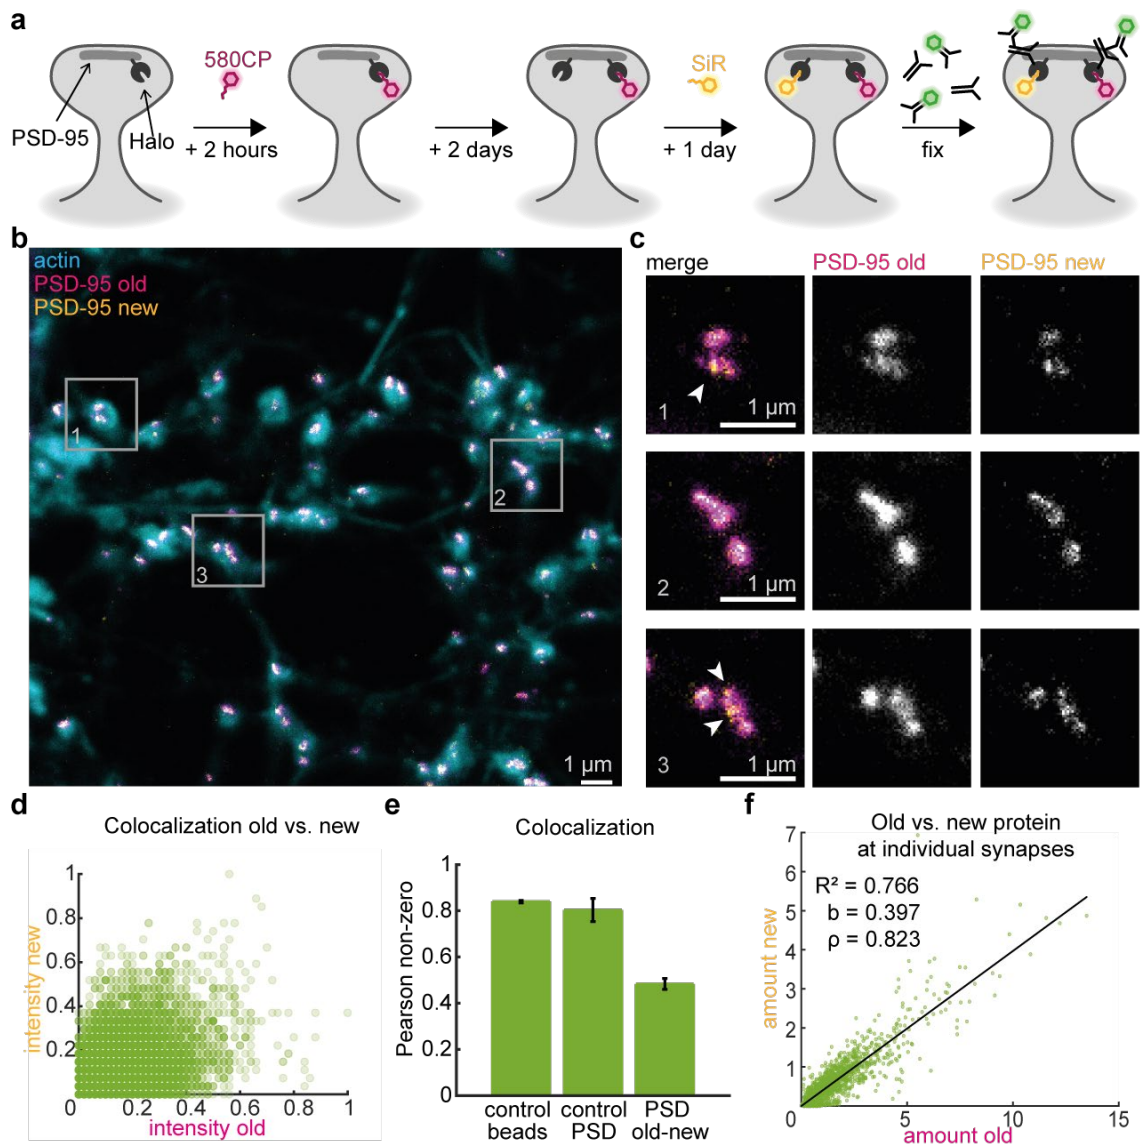 a
580CP
SiR
PSD-95
Halo
+ 2 hours
+ 2 days
+ 1 day
fix
b
actin
PSD-95 old
PSD-95 new
1
2
3
1 µm
c
merge
PSD-95 old
PSD-95 new
1
1 µm
2
1 µm
3
1 µm
d
Colocalization old vs. new
intensity new
1
0.8
0.6
0.4
0.2
0
0.2
0.4
0.6
0.8
1
intensity old
e
Colocalization
Pearson non-zero
1
0.8
0.6
0.4
0.2
0
control
beads
control
PSD
PSD
old-new
f
Old vs. new protein
at individual synapses
R² = 0.766
b = 0.397
ρ = 0.823
amount new
7
6
5
4
3
2
1
0
5
10
15
amount old